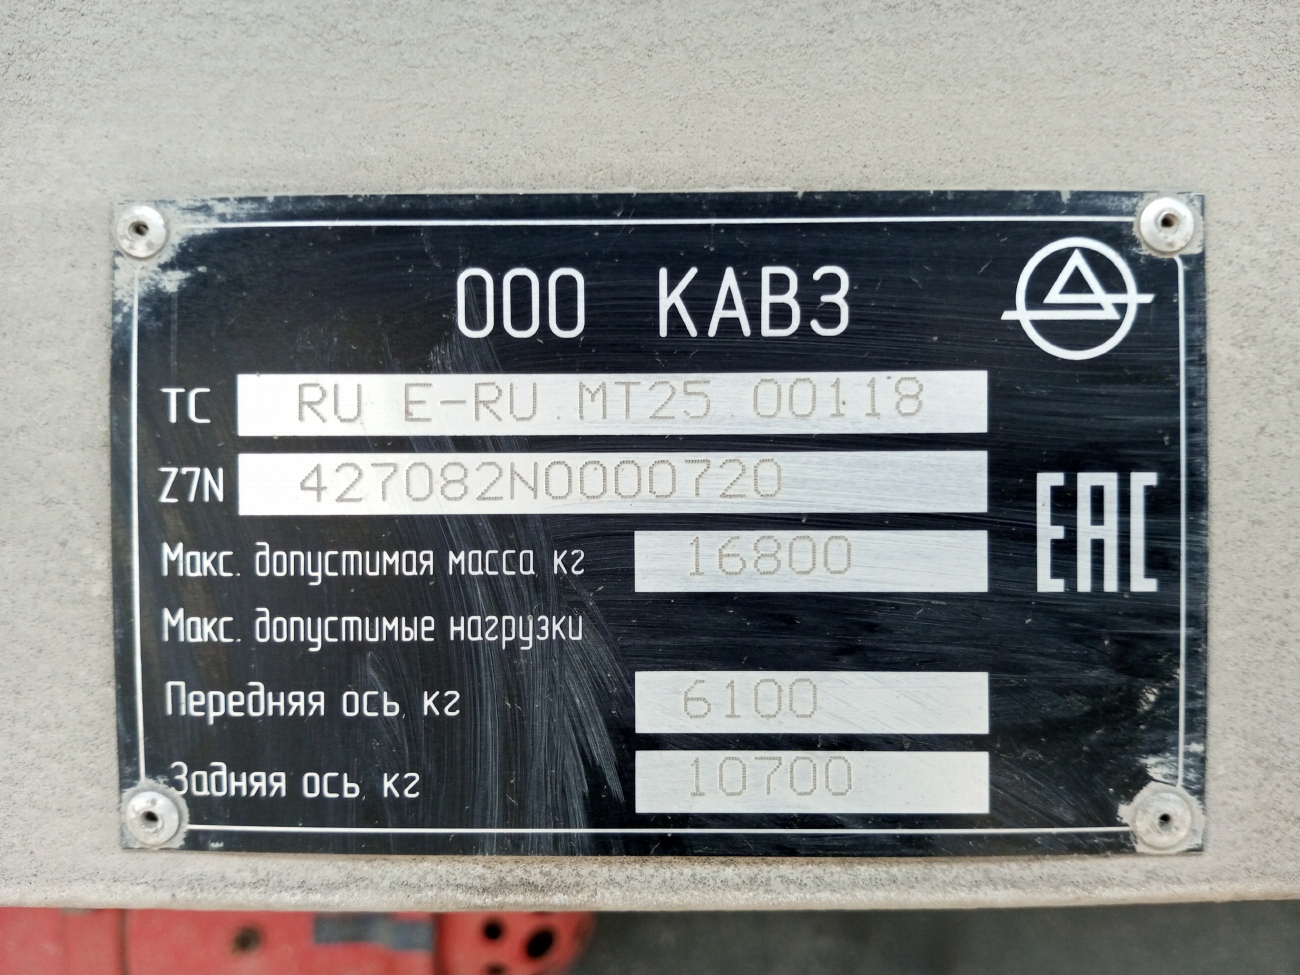 ООО КАВЗ
ТС RU E-RU.MT25 00118
Z7N 427082N0000720
Макс. допустимая масса, кг 16800
Макс. допустимые нагрузки
Передняя ось, кг 6100
Задняя ось, кг 10700
ЕАС